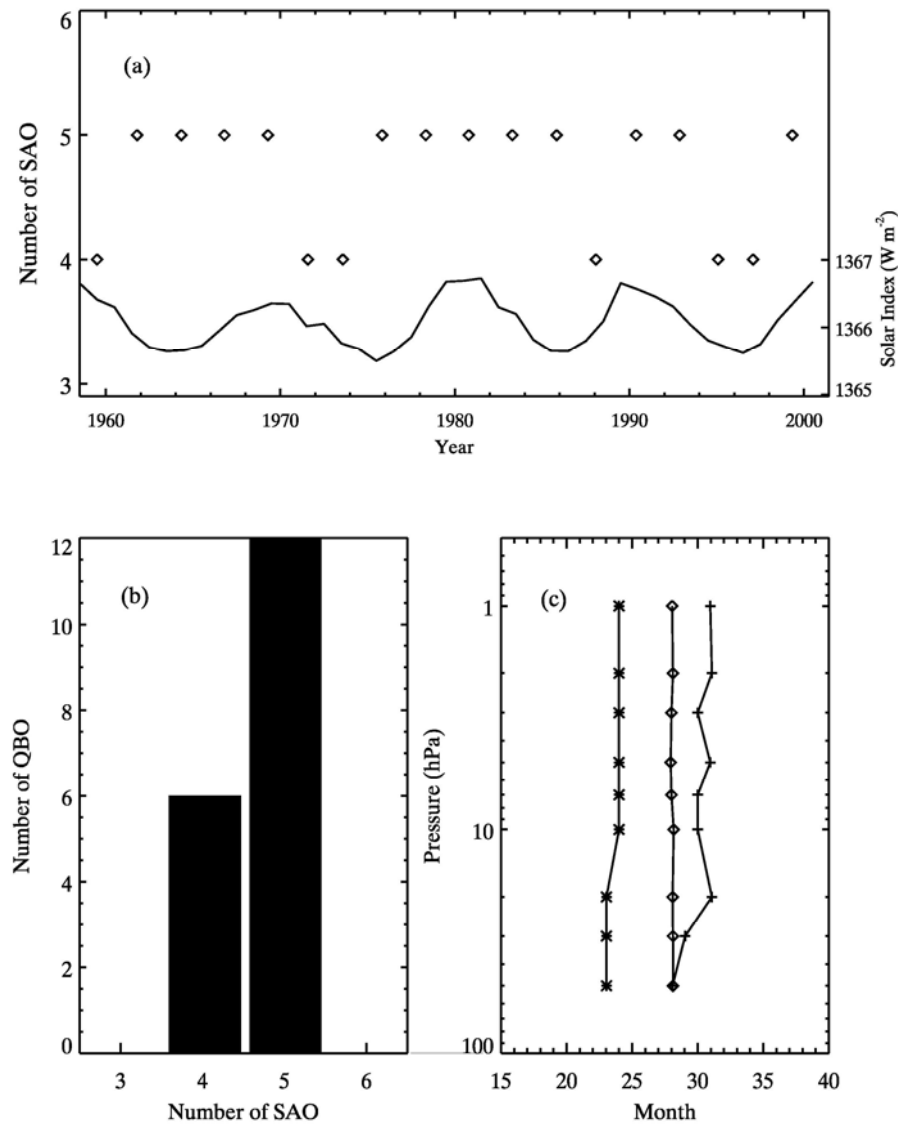 6
(a)
5
Number of SAO
4
3
1367
1366
1365
Solar Index (W m⁻²)
1960 1970 1980 1990 2000
Year
12
(b)
10
8
Number of QBO
6
4
2
0
3 4 5 6
Number of SAO
(c)
1
Pressure (hPa)
10
100
15 20 25 30 35 40
Month